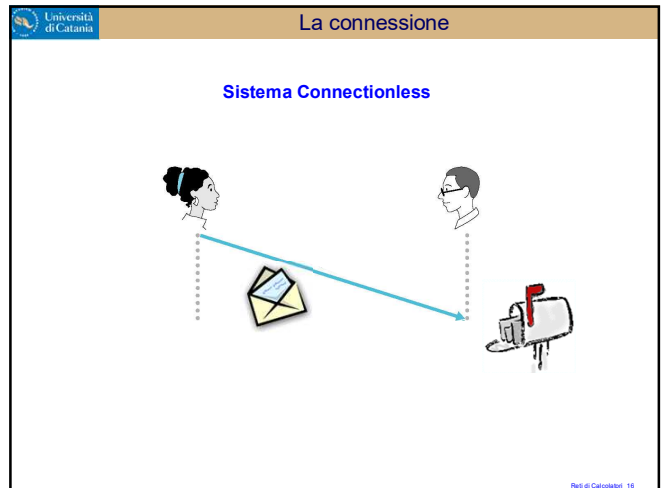 Università
di Catania
La connessione
Sistema Connectionless
Reti di Calcolatori 16